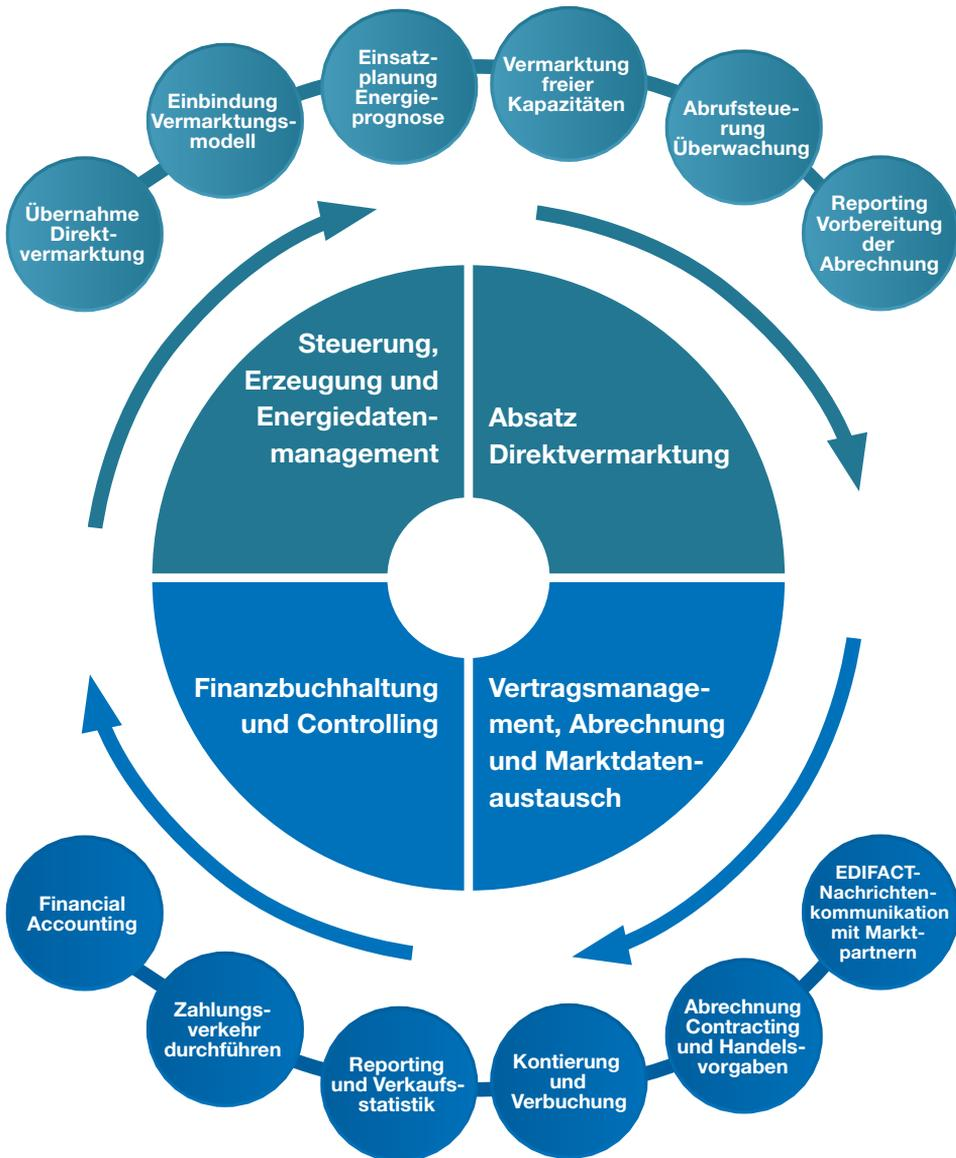 Übernahme
Direkt-
vermarktung
Einbindung
Vermarktungs-
modell
Einsatz-
planung
Energie-
prognose
Vermarktung
freier
Kapazitäten
Abrufsteue-
rung
Überwachung
Reporting
Vorbereitung
der
Abrechnung
Steuerung,
Erzeugung und
Energiedaten-
management
Absatz
Direktvermarktung
Finanzbuchhaltung
und Controlling
Vertragsmanage-
ment, Abrechnung
und Marktdaten-
austausch
Financial
Accounting
Zahlungs-
verkehr
durchführen
Reporting
und Verkaufs-
statistik
Kontierung
und
Verbuchung
Abrechnung
Contracting
und Handels-
vorgaben
EDIFACT-
Nachrichten-
kommunikation
mit Markt-
partnern